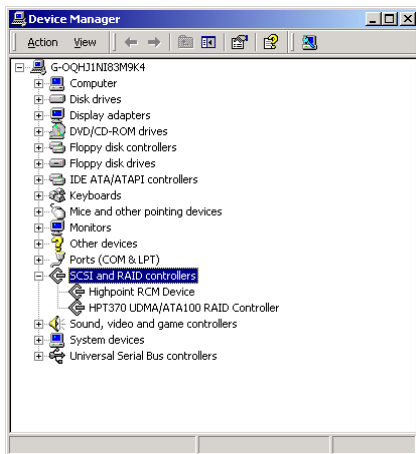 Device Manager
Action View
G-OQHJ1NI83M9K4
Computer
Disk drives
Display adapters
DVD/CD-ROM drives
Floppy disk controllers
Floppy disk drives
IDE ATA/ATAPI controllers
Keyboards
Mice and other pointing devices
Monitors
Other devices
Ports (COM & LPT)
SCSI and RAID controllers
Highpoint RCM Device
HPT370 UDMA/ATA100 RAID Controller
Sound, video and game controllers
System devices
Universal Serial Bus controllers